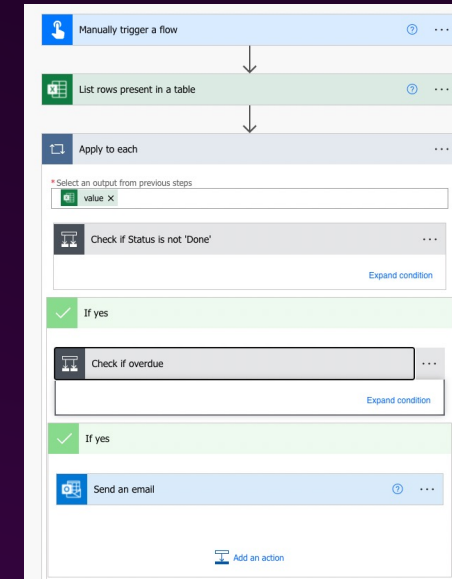 Manually trigger a flow
List rows present in a table
Apply to each
* Select an output from previous steps
value ×
Check if Status is not 'Done'
Expand condition
If yes
Check if overdue
Expand condition
If yes
Send an email
Add an action